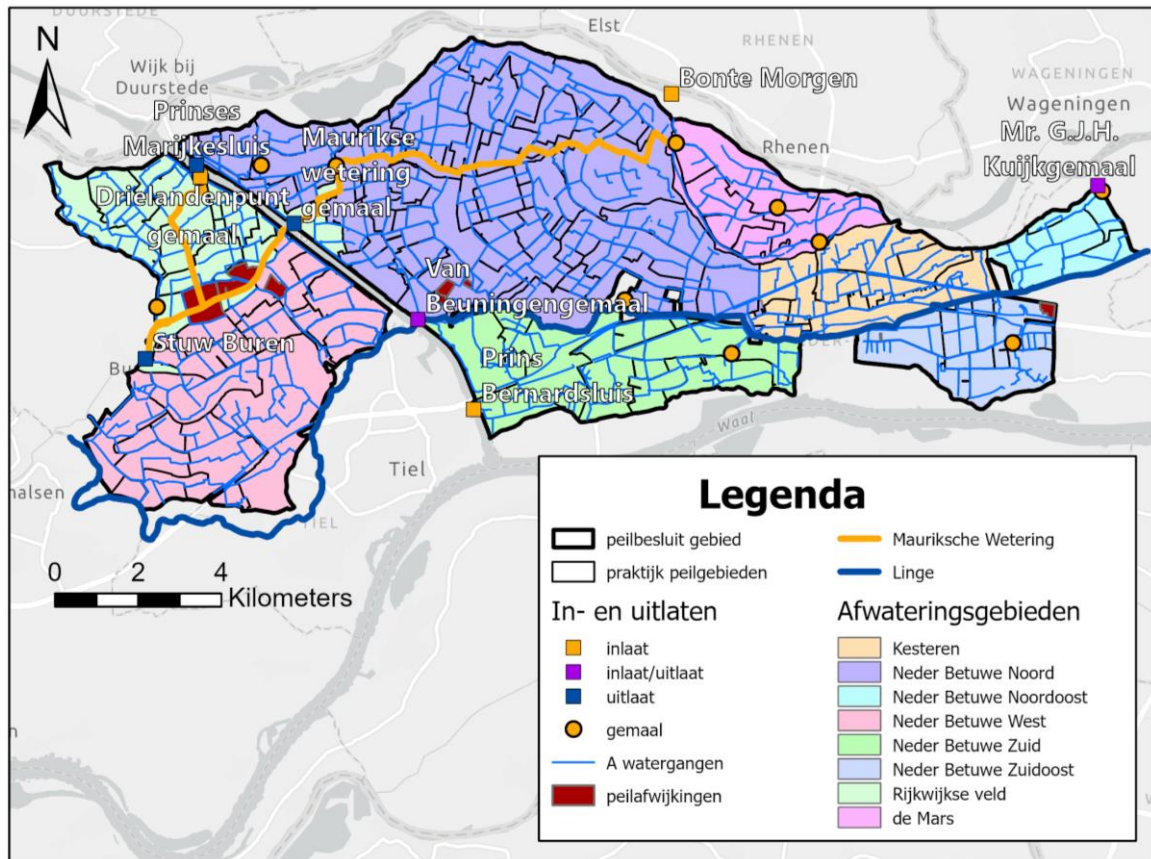 DUURSTEDE
Elst
RHENEN
N
Wijk bij
Duurstede
Bonte Morgen
WAGENINGEN
Wageningen
Prinses
Marijkesluis
Maurikse
wetering
gemaal
Mr. G.J.H.
Kuijkgemaal
Rhenen
Drielandenpunt
gemaal
Van
Beuningengemaal
Stuw Buren
Bu
Prins
Bernardsluis
DER-
Waal
Tiel
halsen
TIEL
0 2 4
Kilometers
Legenda
peilbesluit gebied
praktijk peilgebieden
Mauriksche Wetering
Linge
In- en uitlaten
inlaat
inlaat/uitlaat
uitlaat
gemaal
A watergangen
peilafwijkingen
Afwateringsgebieden
Kesteren
Neder Betuwe Noord
Neder Betuwe Noordoost
Neder Betuwe West
Neder Betuwe Zuid
Neder Betuwe Zuidoost
Rijkwijkse veld
de Mars